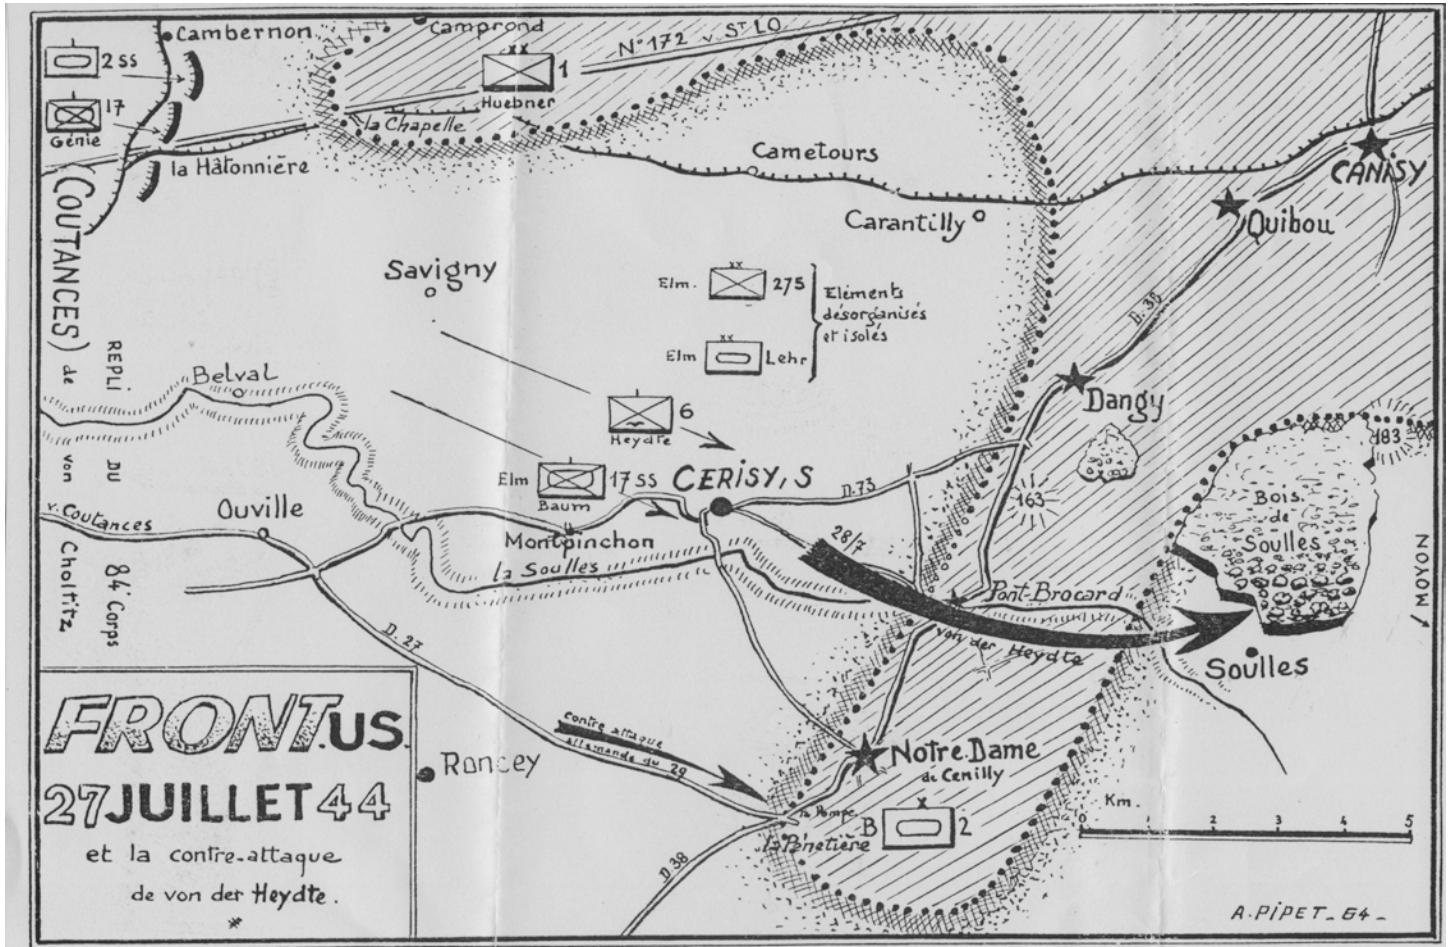 Cambernon
Camprond
N° 172 v. St LO
2 SS
17
Génie
xx
1
Huebner
la Chapelle
la Hâtonnière
Cametours
CANISY
Carantilly
Quibou
(COUTANCES)
Savigny
xx
Elm. 275
xx
Elm Lehr
Eléments
désorganisés
et isolés
D. 38
REPLI DU 84' Corps
de von Choltitz
Belval
Dangy
6
Heydte
183
Elm 17 SS
Baum
CERISY, S
D. 73
163
Bois
de
Soulles
v. Coutances
Ouville
Montpinchon
la Soulles
28/7
Pont-Brocard
von der Heydte
MOYON
Soulles
D. 27
contre attaque
allemande du 29
Roncey
Notre.Dame
de Cenilly
la Pompe
x
B 2
la Pénetière
D. 38
Km.
0 2 4 5
FRONT.US.
27 JUILLET 44
et la contre-attaque
de von der Heydte.
A. PIPET_64_